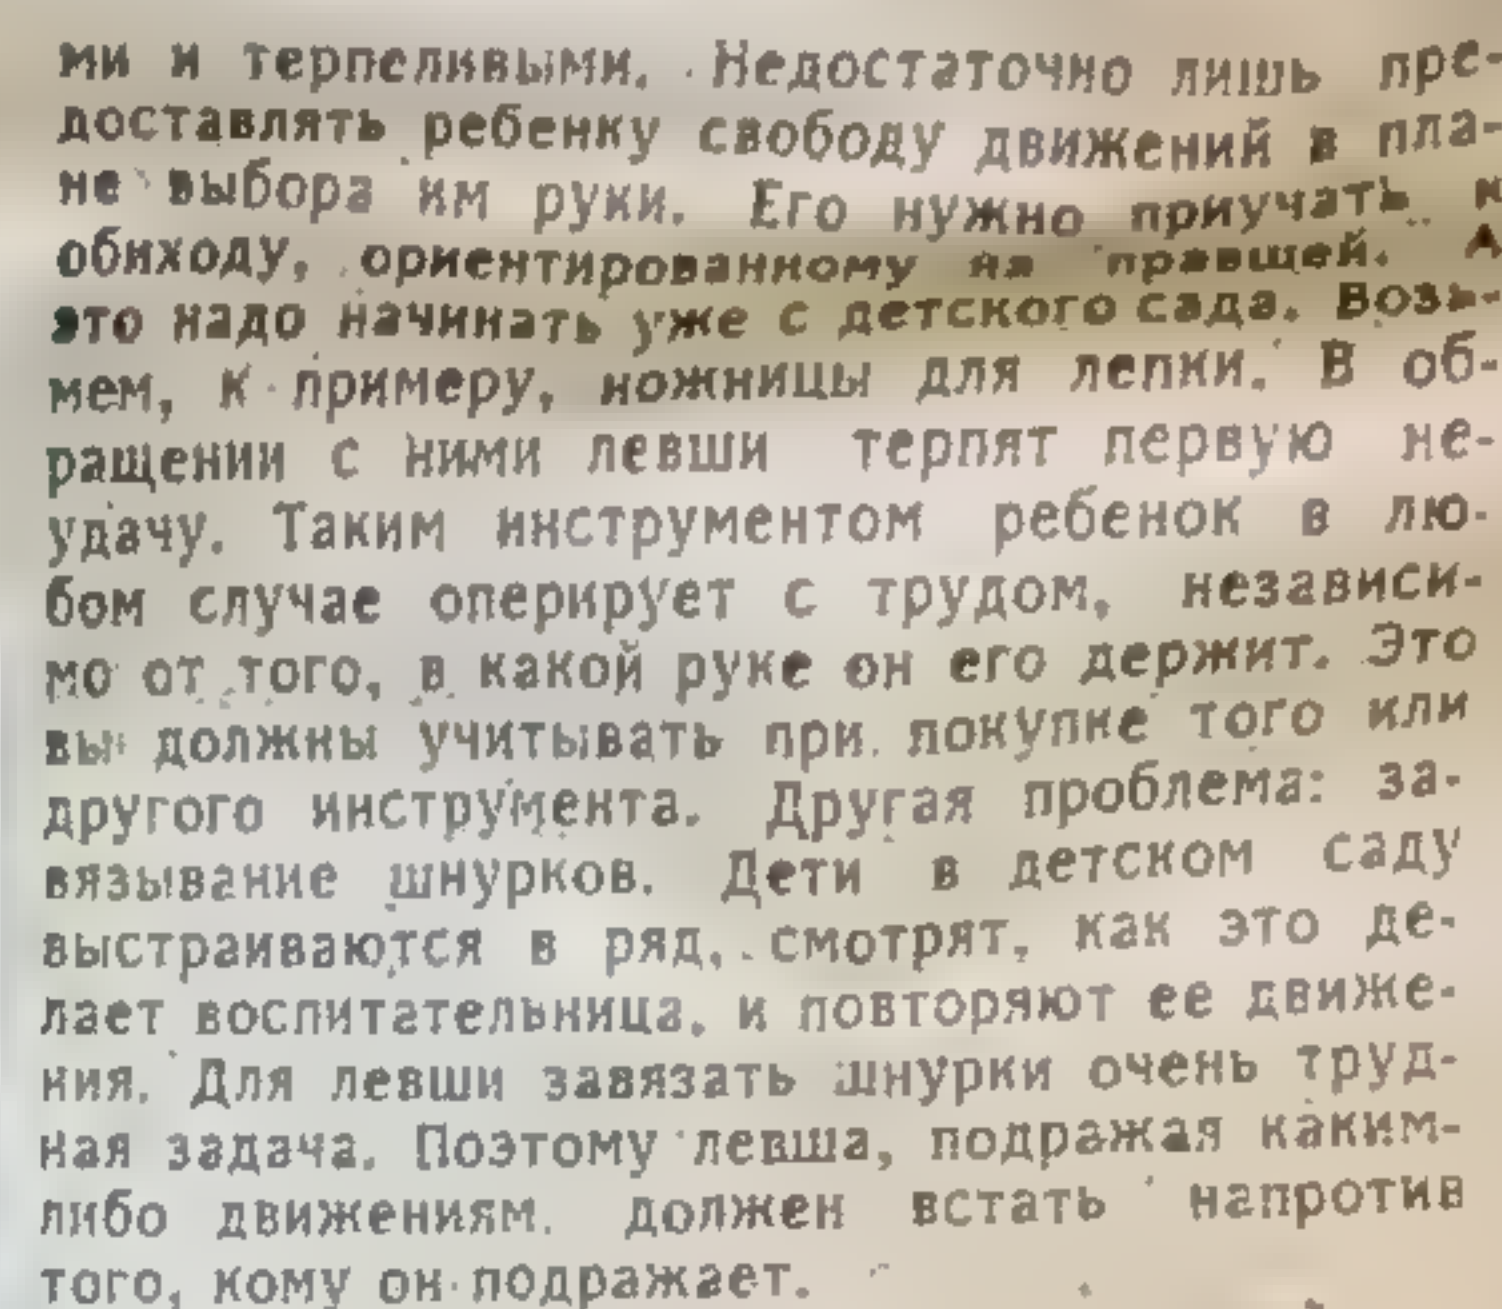 ми и терпеливыми. Недостаточно лишь пре-
доставлять ребенку свободу движений в пла-
не выбора им руки. Его нужно приучать к
обиходу, ориентированному на правшей. А
это надо начинать уже с детского сада. Возь-
мем, к примеру, ножницы для лепки. В об-
ращении с ними левши терпят первую не-
удачу. Таким инструментом ребенок в лю-
бом случае оперирует с трудом, независи-
мо от того, в какой руке он его держит. Это
вы должны учитывать при покупке того или
другого инструмента. Другая проблема: за-
вязывание шнурков. Дети в детском саду
выстраиваются в ряд, смотрят, как это де-
лает воспитательница, и повторяют ее движе-
ния. Для левши завязать шнурки очень труд-
ная задача. Поэтому левша, подражая каким-
либо движениям, должен встать напротив
того, кому он подражает.